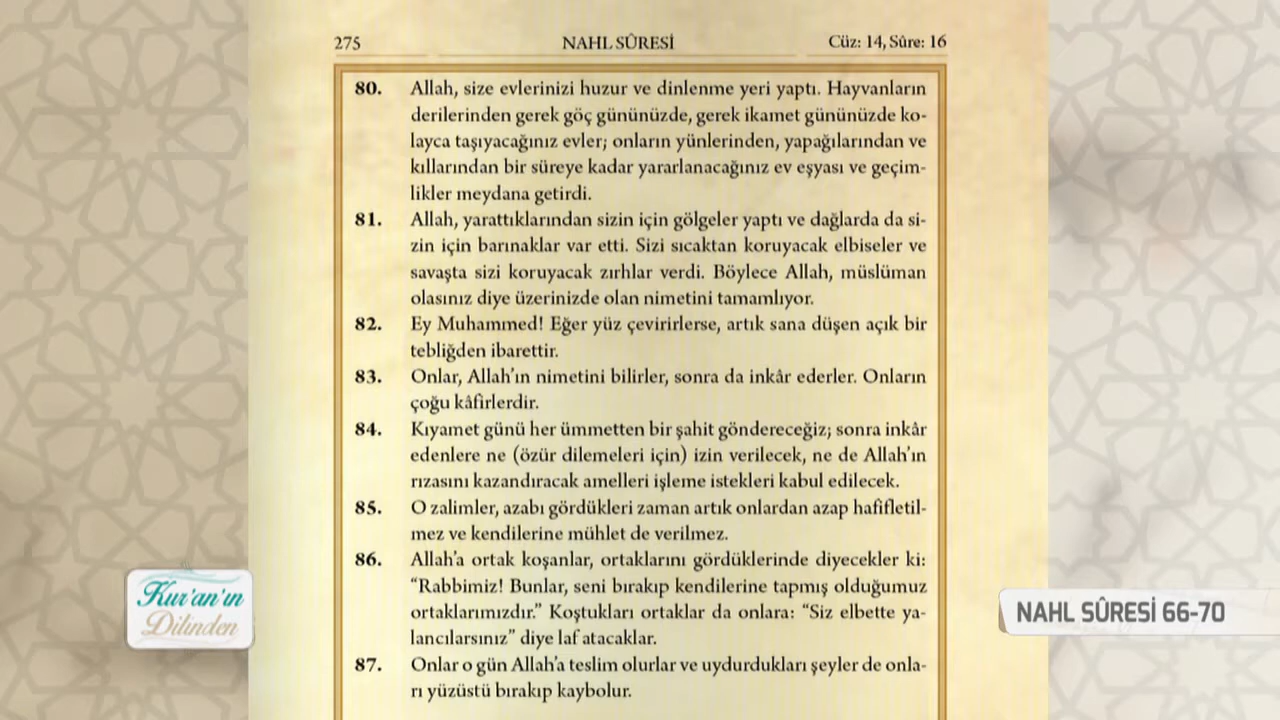 275 NAHL SÛRESİ Cüz: 14, Sûre: 16
80. Allah, size evlerinizi huzur ve dinlenme yeri yaptı. Hayvanların
derilerinden gerek göç gününüzde, gerek ikamet gününüzde ko-
layca taşıyacağınız evler; onların yünlerinden, yapağılarından ve
kıllarından bir süreye kadar yararlanacağınız ev eşyası ve geçim-
likler meydana getirdi.
81. Allah, yarattıklarından sizin için gölgeler yaptı ve dağlarda da si-
zin için barınaklar var etti. Sizi sıcaktan koruyacak elbiseler ve
savaşta sizi koruyacak zırhlar verdi. Böylece Allah, müslüman
olasınız diye üzerinizde olan nimetini tamamlıyor.
82. Ey Muhammed! Eğer yüz çevirirlerse, artık sana düşen açık bir
tebliğden ibarettir.
83. Onlar, Allah’ın nimetini bilirler, sonra da inkâr ederler. Onların
çoğu kâfirlerdir.
84. Kıyamet günü her ümmetten bir şahit göndereceğiz; sonra inkâr
edenlere ne (özür dilemeleri için) izin verilecek, ne de Allah’ın
rızasını kazandıracak amelleri işleme istekleri kabul edilecek.
85. O zalimler, azabı gördükleri zaman artık onlardan azap hafifletil-
mez ve kendilerine mühlet de verilmez.
86. Allah’a ortak koşanlar, ortaklarını gördüklerinde diyecekler ki:
“Rabbimiz! Bunlar, seni bırakıp kendilerine tapmış olduğumuz
ortaklarımızdır.” Koştukları ortaklar da onlara: “Siz elbette ya-
lancılarsınız” diye laf atacaklar.
87. Onlar o gün Allah’a teslim olurlar ve uydurdukları şeyler de onla-
rı yüzüstü bırakıp kaybolur.
Kur’an’ın
Dilinden
NAHL SÛRESİ 66-70